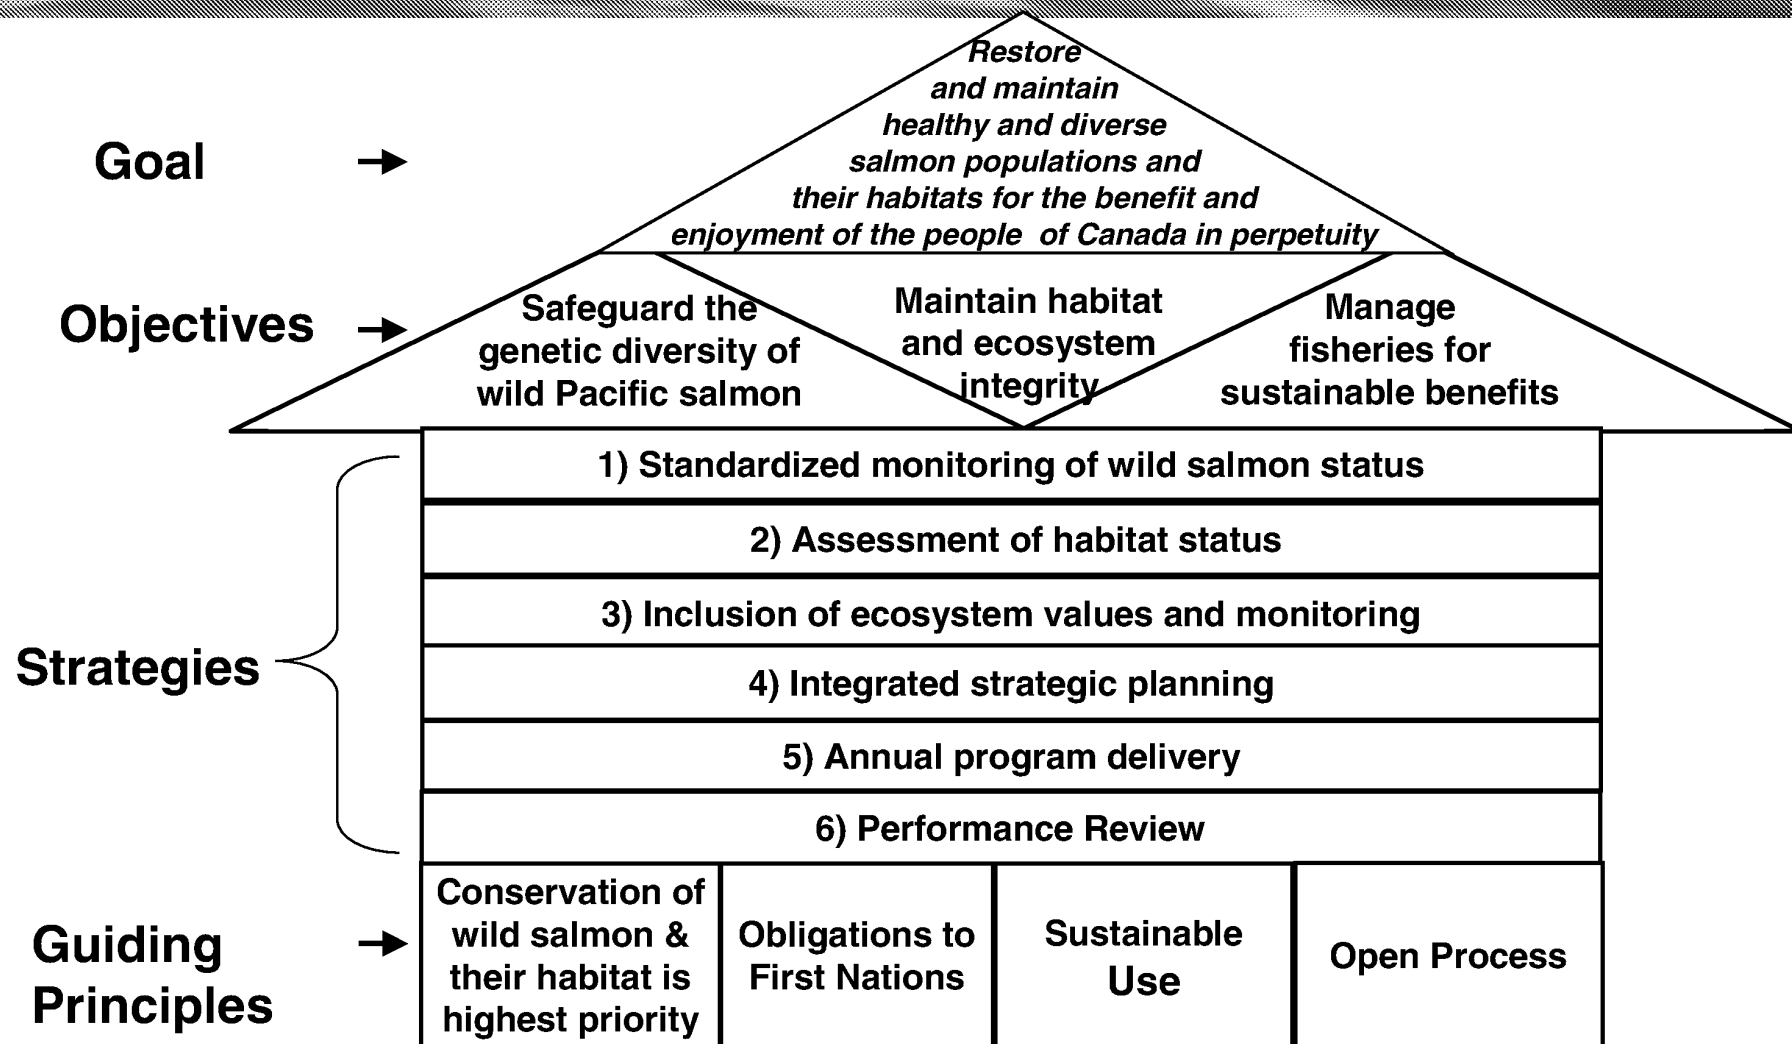 Restore
and maintain
healthy and diverse
salmon populations and
their habitats for the benefit and
enjoyment of the people of Canada in perpetuity
Goal
Objectives
Safeguard the
genetic diversity of
wild Pacific salmon
Maintain habitat
and ecosystem
integrity
Manage
fisheries for
sustainable benefits
Strategies
1) Standardized monitoring of wild salmon status
2) Assessment of habitat status
3) Inclusion of ecosystem values and monitoring
4) Integrated strategic planning
5) Annual program delivery
6) Performance Review
Guiding
Principles
Conservation of
wild salmon &
their habitat is
highest priority
Obligations to
First Nations
Sustainable
Use
Open Process